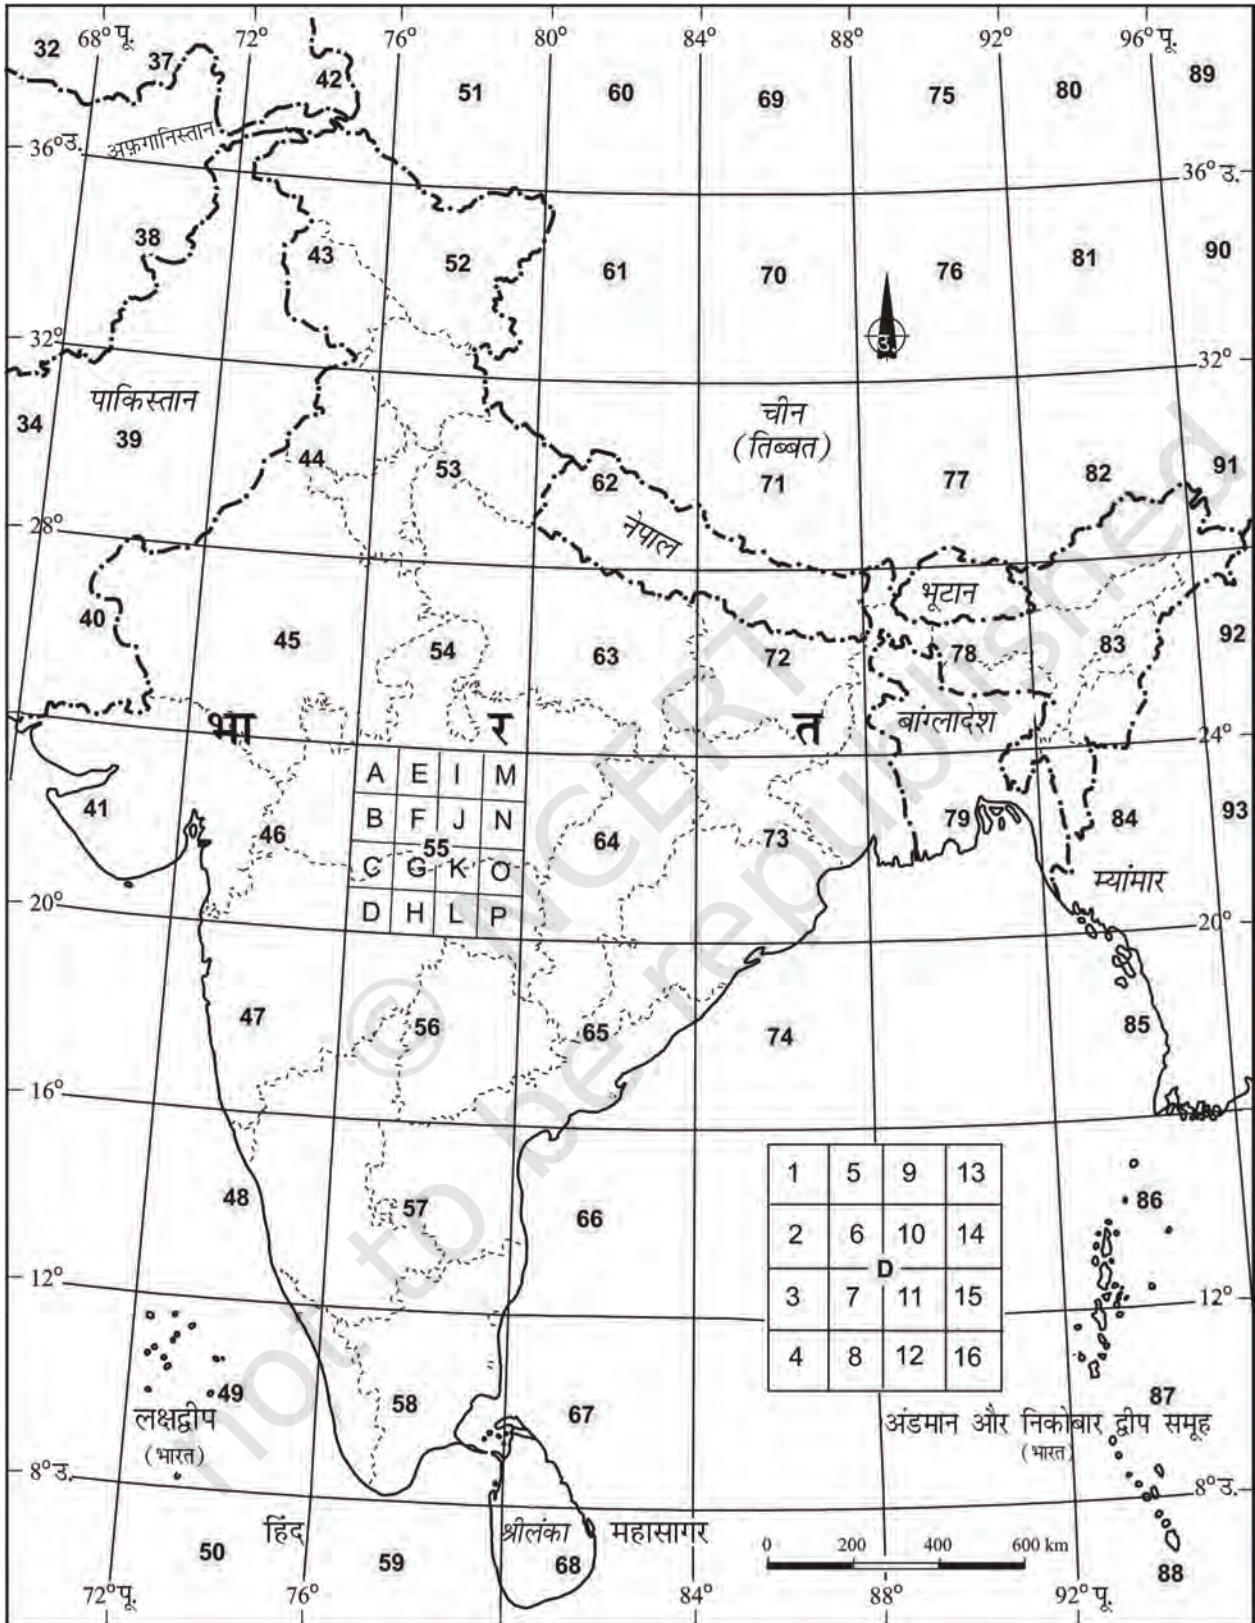 68° पू. 72° 76° 80° 84° 88° 92° 96° पू.
32 37 42 51 60 69 75 80 89
36° उ. अफ़गानिस्तान 36° उ.
38 43 52 61 70 76 81 90
उ
32° 32°
पाकिस्तान चीन
(तिब्बत)
34 39 44 53 62 71 77 82 91
नेपाल
28° 28°
भूटान
40 45 54 63 72 78 83 92
भा र त बांग्लादेश
24°
A E I M
41 46 B F J N 64 73 79 84 93
55
C G K O म्यांमार
20° D H L P 20°
47 56 65 74 85
16°
1 5 9 13
48 57 66 2 6 10 14 86
D
12° 3 7 11 15 12°
4 8 12 16
49 58 67 87
लक्षद्वीप अंडमान और निकोबार द्वीप समूह
(भारत) (भारत)
8° उ. 8° उ.
हिंद श्रीलंका महासागर
0 200 400 600 km
50 59 68 88
72° पू. 76° 84° 88° 92° पू.
© NCERT
not to be republished